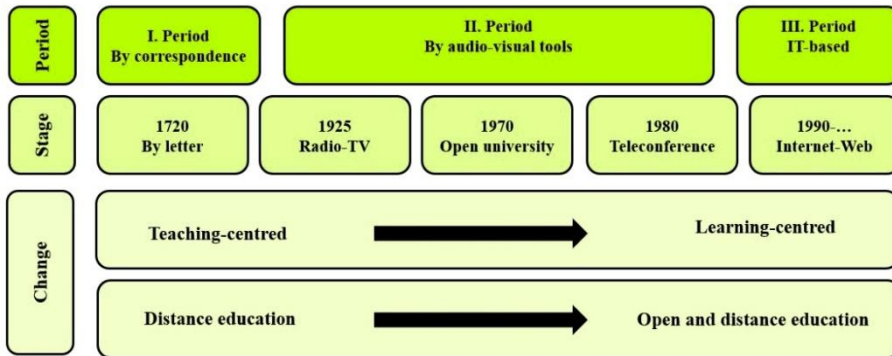 Period
I. Period
By correspondence
II. Period
By audio-visual tools
III. Period
IT-based
Stage
1720
By letter
1925
Radio-TV
1970
Open university
1980
Teleconference
1990-...
Internet-Web
Change
Teaching-centred
Learning-centred
Distance education
Open and distance education